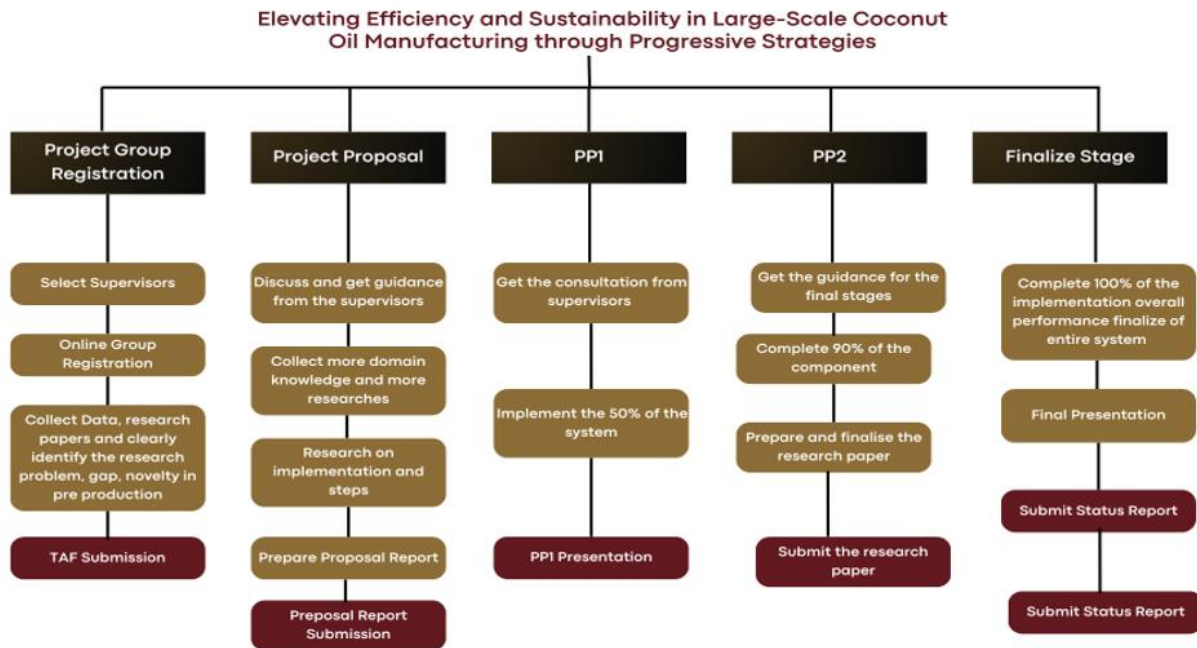 Elevating Efficiency and Sustainability in Large-Scale Coconut
Oil Manufacturing through Progressive Strategies
Project Group
Registration
Select Supervisors
Online Group
Registration
Collect Data, research
papers and clearly
identify the research
problem, gap, novelty in
pre production
TAF Submission
Project Proposal
Discuss and get guidance
from the supervisors
Collect more domain
knowledge and more
researches
Research on
implementation and
steps
Prepare Proposal Report
Preposal Report
Submission
PP1
Get the consultation from
supervisors
Implement the 50% of the
system
PP1 Presentation
PP2
Get the guidance for the
final stages
Complete 90% of the
component
Prepare and finalise the
research paper
Submit the research
paper
Finalize Stage
Complete 100% of the
implementation overall
performance finalize of
entire system
Final Presentation
Submit Status Report
Submit Status Report